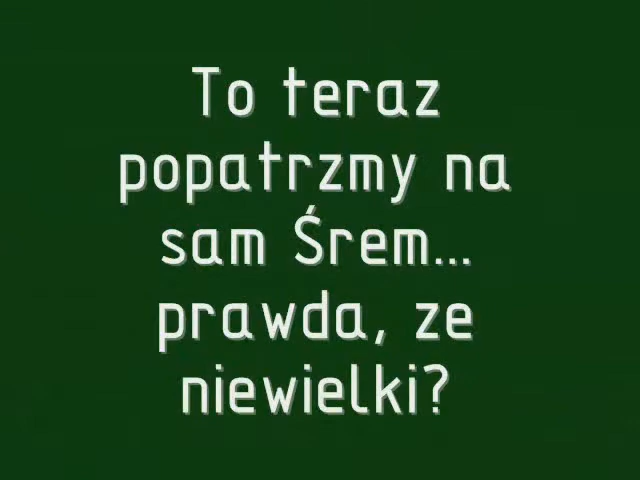 To teraz
popatrzmy na
sam Śrem...
prawda, ze
niewielki?